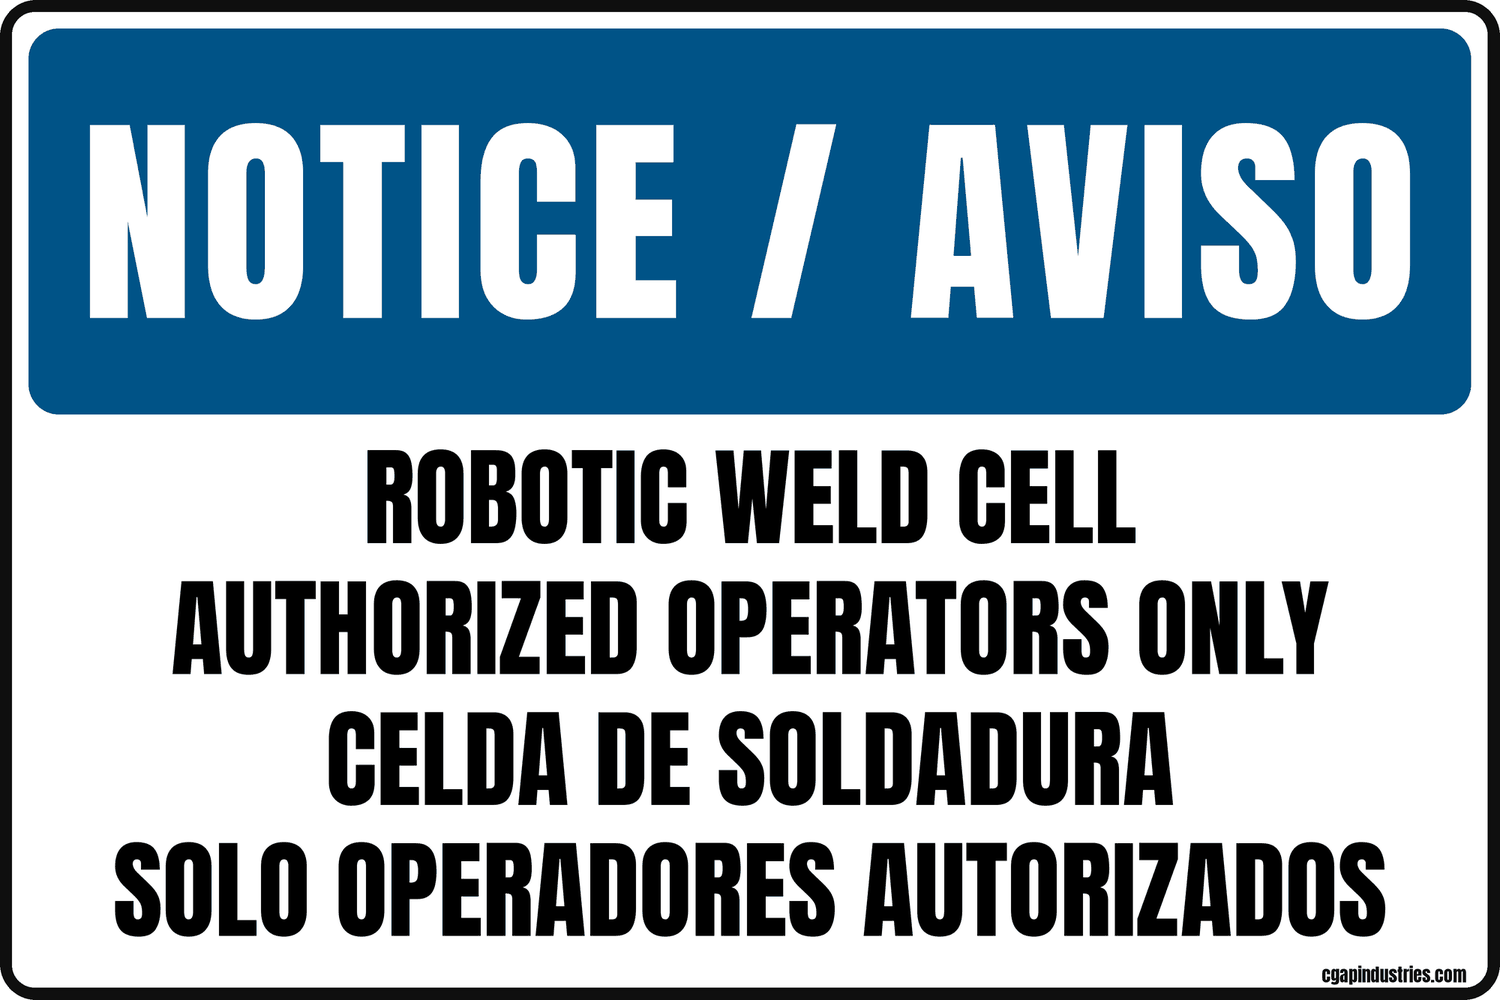 NOTICE / AVISO
ROBOTIC WELD CELL
AUTHORIZED OPERATORS ONLY
CELDA DE SOLDADURA
SOLO OPERADORES AUTORIZADOS
cgapindustries.com